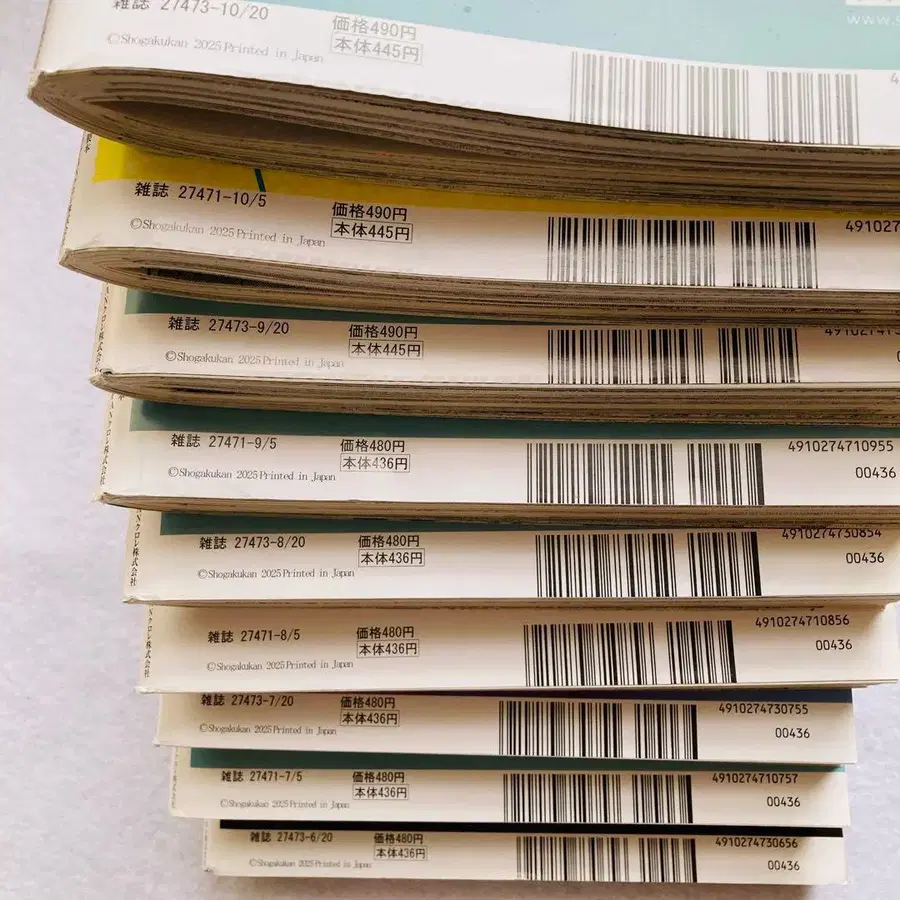 雑誌 27473-10/20
価格490円
本体445円
©Shogakukan 2025 Printed in Japan
www.s
雑誌 27471-10/5
価格490円
本体445円
©Shogakukan 2025 Printed in Japan
491027
雑誌 27473-9/20
価格490円
本体445円
©Shogakukan 2025 Printed in Japan
雑誌 27471-9/5
価格480円
本体436円
©Shogakukan 2025 Printed in Japan
4910274710955
00436
雑誌 27473-8/20
価格480円
本体436円
©Shogakukan 2025 Printed in Japan
4910274730854
00436
雑誌 27471-8/5
価格480円
本体436円
©Shogakukan 2025 Printed in Japan
4910274710856
00436
雑誌 27473-7/20
価格480円
本体436円
©Shogakukan 2025 Printed in Japan
4910274730755
00436
雑誌 27471-7/5
価格480円
本体436円
©Shogakukan 2025 Printed in Japan
4910274710757
00436
雑誌 27473-6/20
価格480円
本体436円
©Shogakukan 2025 Printed in Japan
4910274730656
00436